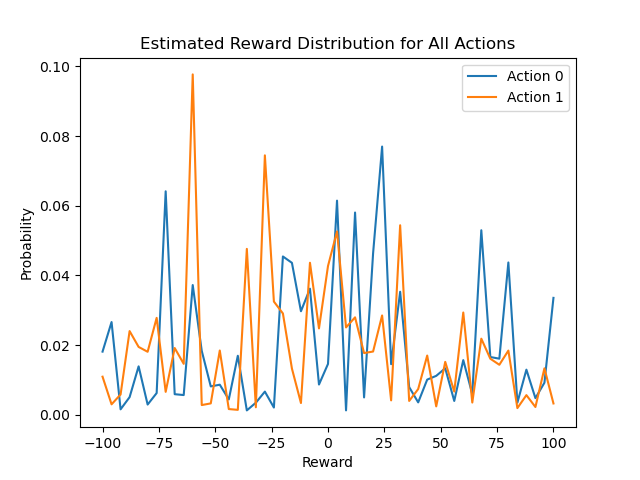 Estimated Reward Distribution for All Actions
Action 0
Action 1
Probability
0.10
0.08
0.06
0.04
0.02
0.00
−100 −75 −50 −25 0 25 50 75 100
Reward